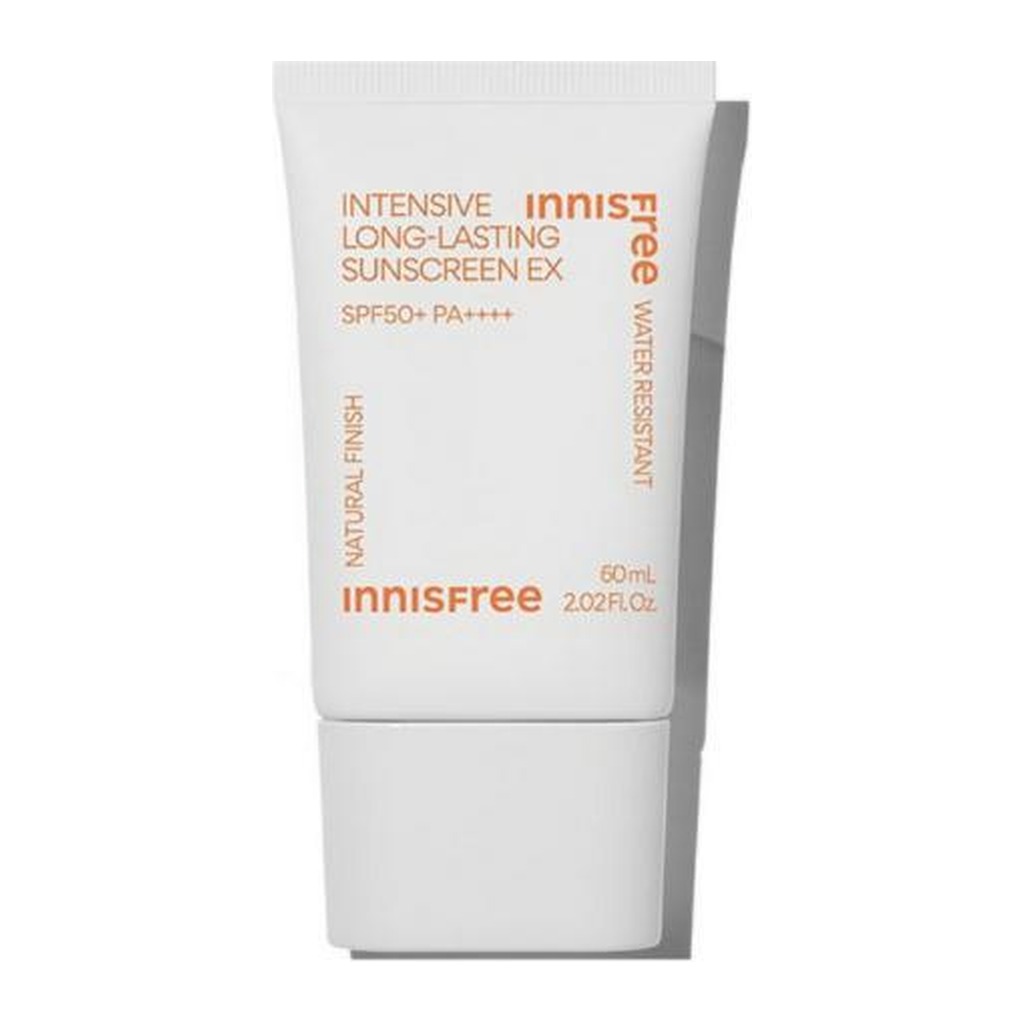 INTENSIVE
LONG-LASTING
SUNSCREEN EX
SPF50+ PA++++
INNISFree
WATER RESISTANT
NATURAL FINISH
INNISFree
60mL
2.02Fl.Oz.